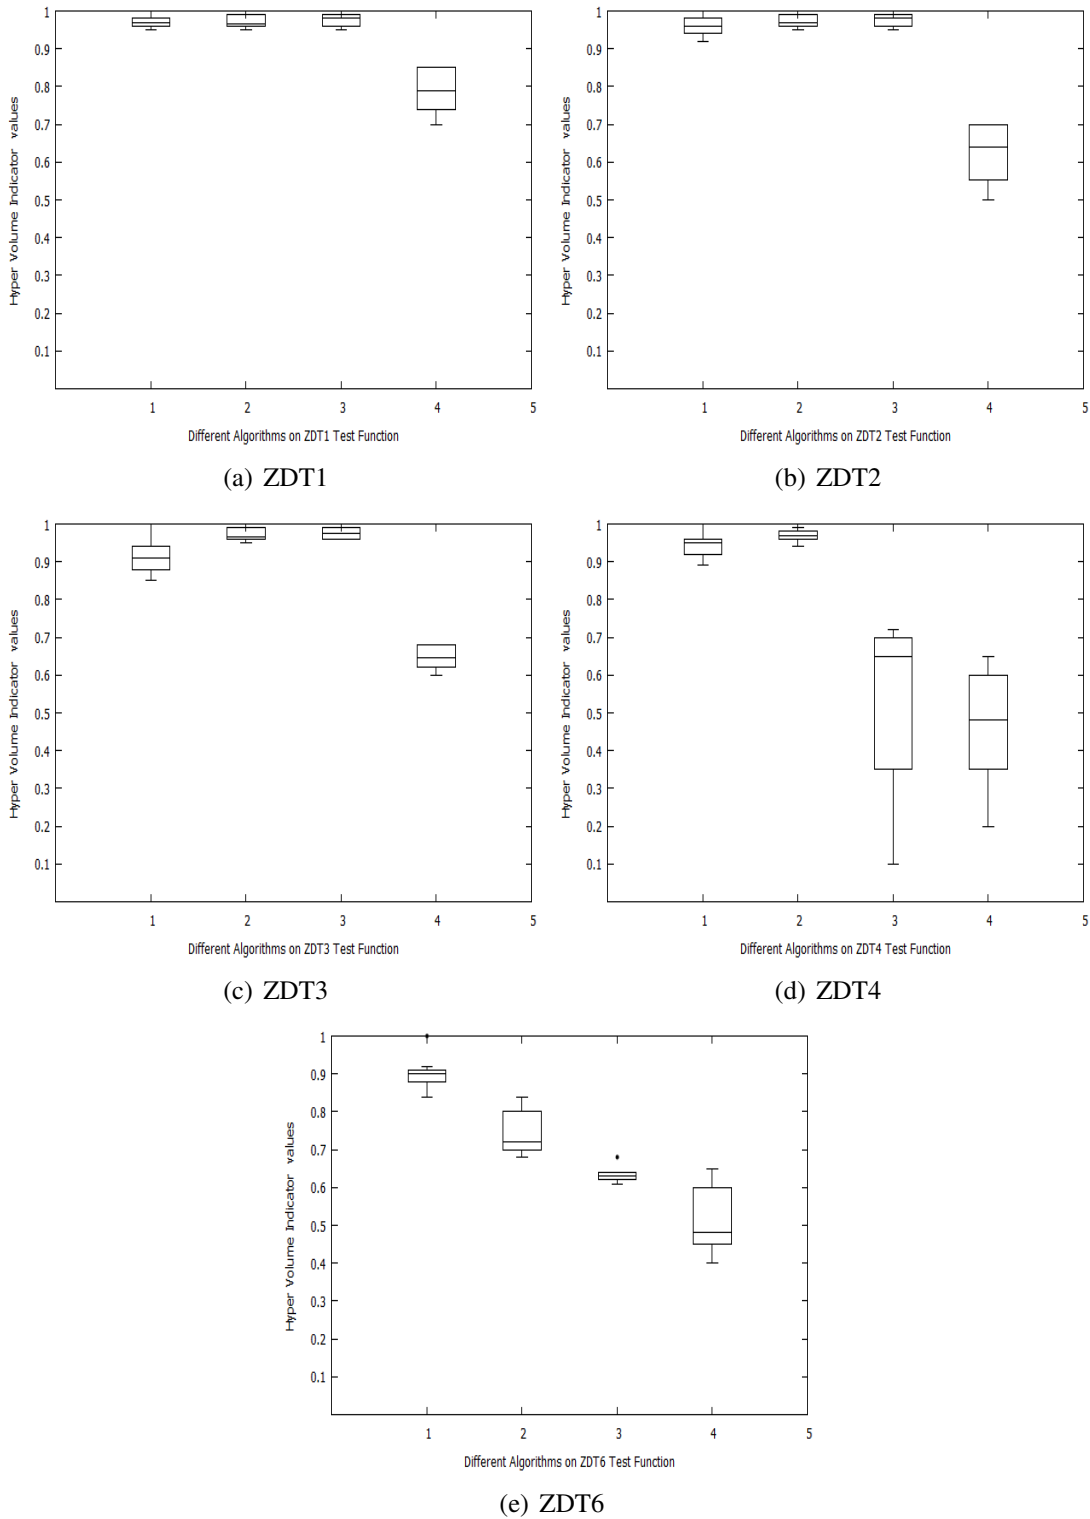 1
0.9
0.8
0.7
0.6
0.5
0.4
0.3
0.2
0.1
Hyper Volume Indicator values
1 2 3 4 5
Different Algorithms on ZDT1 Test Function
(a) ZDT1
1
0.9
0.8
0.7
0.6
0.5
0.4
0.3
0.2
0.1
Hyper Volume Indicator values
1 2 3 4 5
Different Algorithms on ZDT2 Test Function
(b) ZDT2
1
0.9
0.8
0.7
0.6
0.5
0.4
0.3
0.2
0.1
Hyper Volume Indicator values
1 2 3 4 5
Different Algorithms on ZDT3 Test Function
(c) ZDT3
1
0.9
0.8
0.7
0.6
0.5
0.4
0.3
0.2
0.1
Hyper Volume Indicator values
1 2 3 4 5
Different Algorithms on ZDT4 Test Function
(d) ZDT4
1
0.9
0.8
0.7
0.6
0.5
0.4
0.3
0.2
0.1
Hyper Volume Indicator values
1 2 3 4 5
Different Algorithms on ZDT6 Test Function
(e) ZDT6